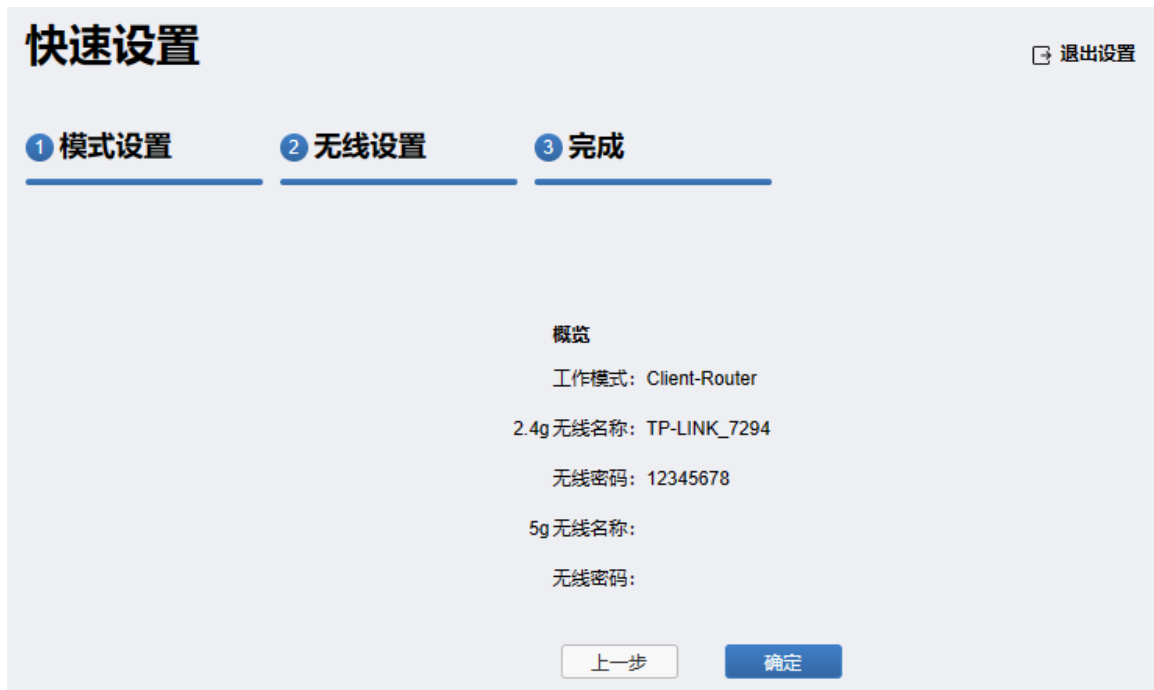 快速设置
退出设置
1 模式设置 2 无线设置 3 完成
概览
工作模式：Client-Router
2.4g 无线名称：TP-LINK_7294
无线密码：12345678
5g 无线名称：
无线密码：
上一步 确定